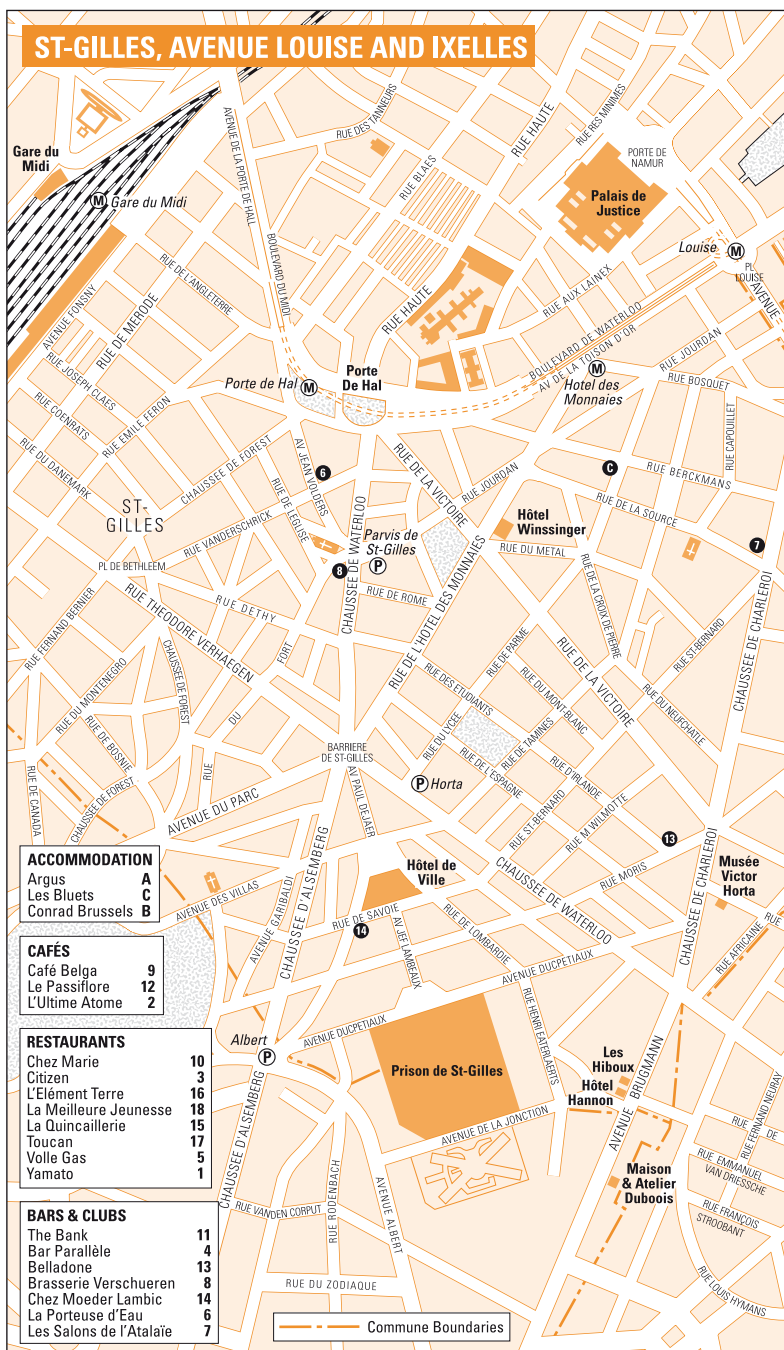 ST-GILLES, AVENUE LOUISE AND IXELLES
Gare du
Midi
M Gare du Midi
AVENUE DE LA PORTE DE HALL
RUE DES TANNEURS
RUE HAUTE
RUE RES MINIMES
PORTE DE
NAMUR
Palais de
Justice
RUE BLAES
Louise M
PL.
LOUISE
AVENUE
BOULEVARD DU MIDI
RUE DE L'ANGLETERRE
RUE HAUTE
RUE AUX LAINEX
BOULEVARD DE WATERLOO
AV DE LA TOISON D'OR
AVENUE FONSNY
RUE DE MERODE
RUE JOSEPH CLAES
RUE COENRATS
RUE EMILE FERON
RUE DU DANEMARK
Porte de Hal M
Porte
De Hal
M
Hotel des
Monnaies
RUE JOURDAN
RUE BOSQUET
RUE CAPOUILLET
CHAUSSEE DE FOREST
AV JEAN VOLDERS
6
RUE DE LA VICTOIRE
RUE JOURDAN
C
RUE BERCKMANS
RUE DE LA SOURCE
ST-
GILLES
RUE VANDERSCHRICK
RUE DE L'EGLISE
CHAUSSEE DE WATERLOO
Parvis de
St-Gilles
P
8
Hôtel
Winssinger
RUE DU METAL
7
PL DE BETHLEEM
RUE DETHY
RUE DE ROME
RUE DE L'HOTEL DES MONNAIES
RUE DE LA CROIX DE PIERRE
RUE ST-BERNARD
CHAUSSEE DE CHARLEROI
RUE FERNAND BERNIER
RUE THEODORE VERHAEGEN
CHAUSSEE DE FOREST
RUE DU FORT
RUE DU MONTENEGRO
RUE DE BOSNIE
RUE DE CANADA
CHAUSSEE DE FOREST
RUE DES ETUDIANTS
RUE DE PARME
RUE DU MONT-BLANC
RUE DE LA VICTOIRE
RUE DU NEUFCHATLE
BARRIERE
DE ST-GILLES
RUE DU LYCEE
RUE DE TAMINES
RUE DE L'ESPAGNE
RUE D'IRLANDE
P Horta
AV PAUL DEJAER
AVENUE DU PARC
RUE ST-BERNARD
RUE M WILMOTTE
13
CHAUSSEE DE CHARLEROI
RUE MORIS
Musée
Victor
Horta
ACCOMMODATION
Argus A
Les Bluets C
Conrad Brussels B
AVENUE DES VILLAS
AVENUE GARIBALDI
CHAUSSEE D'ALSEMBERG
Hôtel de
Ville
RUE DE SAVOIE
14
AV JEF LAMBEAUX
RUE DE LOMBARDIE
CHAUSSEE DE WATERLOO
RUE AFRICAINE
RUE
CAFÉS
Café Belga 9
Le Passiflore 12
L'Ultime Atome 2
AVENUE DUCPETIAUX
AVENUE DUCPETIAUX
Albert
P
RUE HENRI EATERLAERTS
Prison de St-Gilles
Les
Hiboux
Hôtel
Hannon
AVENUE BRUGMANN
RUE FERNAND NEURAY
RUE DE
RESTAURANTS
Chez Marie 10
Citizen 3
L'Elément Terre 16
La Meilleure Jeunesse 18
La Quincaillerie 15
Toucan 17
Volle Gas 5
Yamato 1
CHAUSSEE D'ALSEMBERG
AVENUE DE LA JONCTION
RUE EMMANUEL
VAN DRIESSCHE
Maison
& Atelier
Duboois
RUE FRANÇOIS
STROOBANT
RUE VANDEN CORPUT
RUE RODENBACH
AVENUE ALBERT
RUE DU ZODIAQUE
RUE LOUIS HYMANS
BARS & CLUBS
The Bank 11
Bar Parallèle 4
Belladone 13
Brasserie Verschueren 8
Chez Moeder Lambic 14
La Porteuse d'Eau 6
Les Salons de l'Atalaïe 7
Commune Boundaries